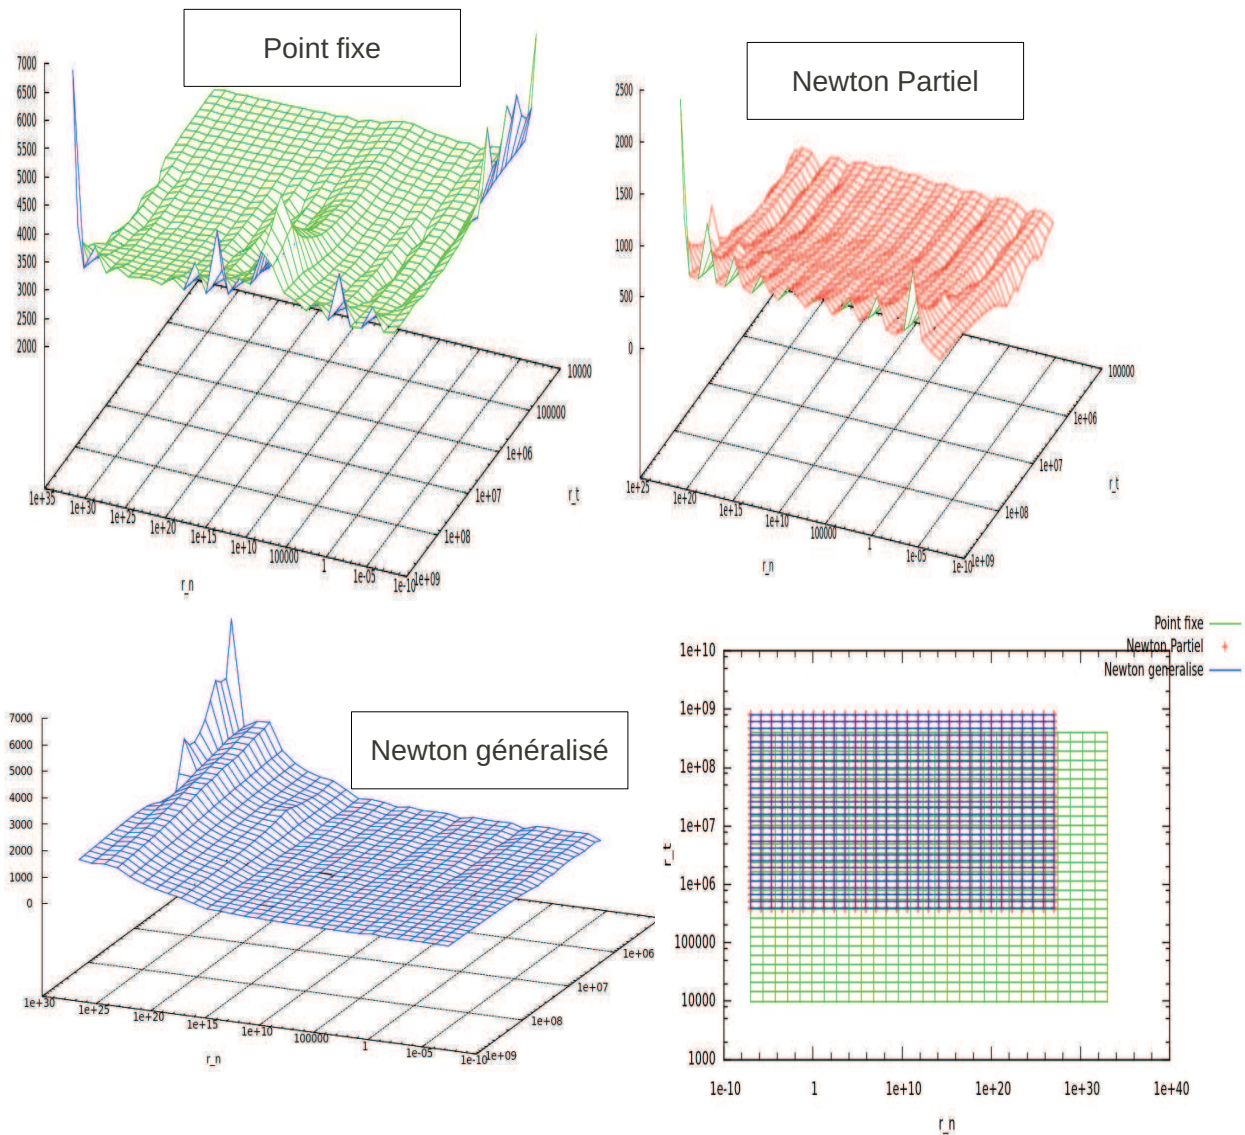 Point fixe
7000
6500
6000
5500
5000
4500
4000
3500
3000
2500
2000
10000
100000
1e+06
1e+07
1e+08
1e+09
r_t
1e+35
1e+30
1e+25
1e+20
1e+15
1e+10
100000
1
1e-05
1e-10
r_n
Newton Partiel
2500
2000
1500
1000
500
0
100000
1e+06
1e+07
1e+08
1e+09
r_t
1e+25
1e+20
1e+15
1e+10
100000
1
1e-05
1e-10
r_n
Newton généralisé
7000
6000
5000
4000
3000
2000
1000
0
1e+06
1e+07
1e+08
1e+09
1e+30
1e+25
1e+20
1e+15
1e+10
100000
1
1e-05
1e-10
r_n
Point fixe
Newton Partiel
Newton generalise
1e+10
1e+09
1e+08
1e+07
1e+06
100000
10000
1000
r_t
1e-10
1
1e+10
1e+20
1e+30
1e+40
r_n